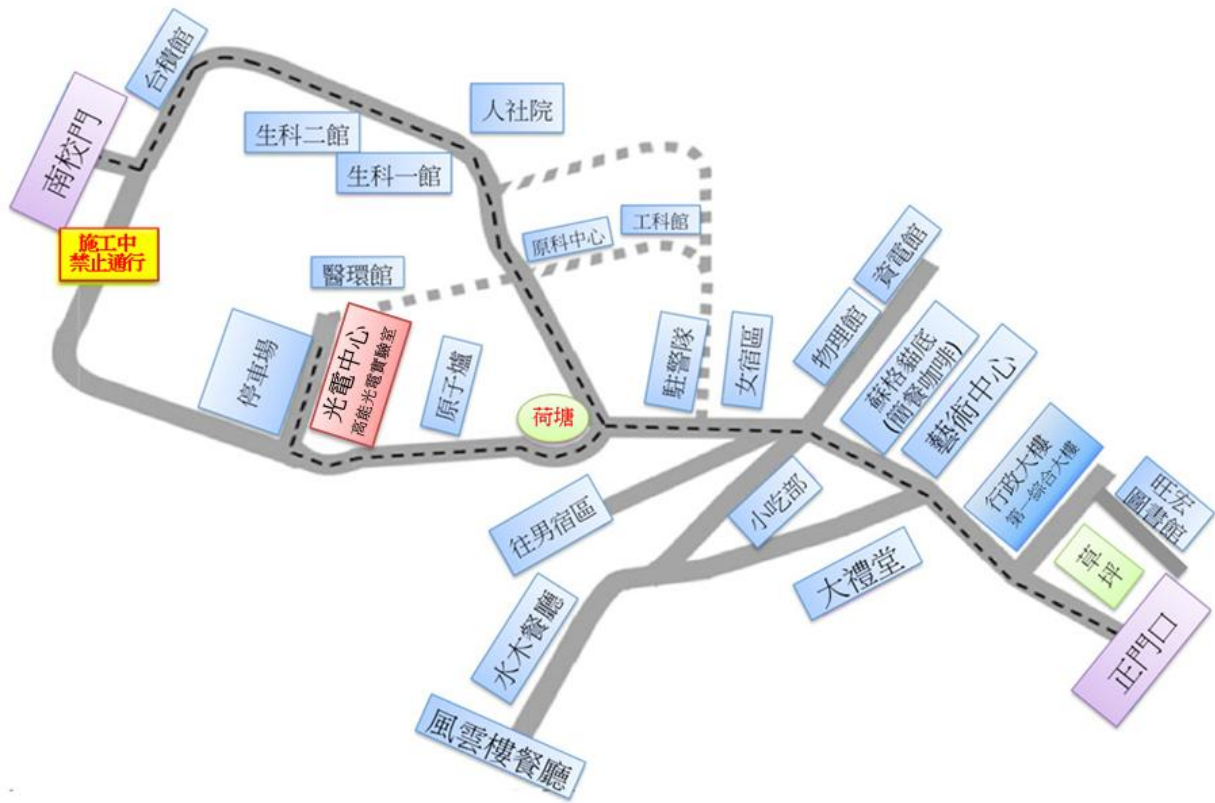 台積館
南校門
人社院
生科二館
生科一館
施工中
禁止通行
原科中心
工科館
醫環館
停車場
光電中心
高能光電實驗室
原子爐
荷塘
駐警隊
女宿區
物理館
資電館
蘇格貓底
(簡餐咖啡)
藝術中心
行政大樓
第一綜合大樓
旺宏
圖書館
草坪
正門口
往男宿區
小吃部
大禮堂
水木餐廳
風雲樓餐廳